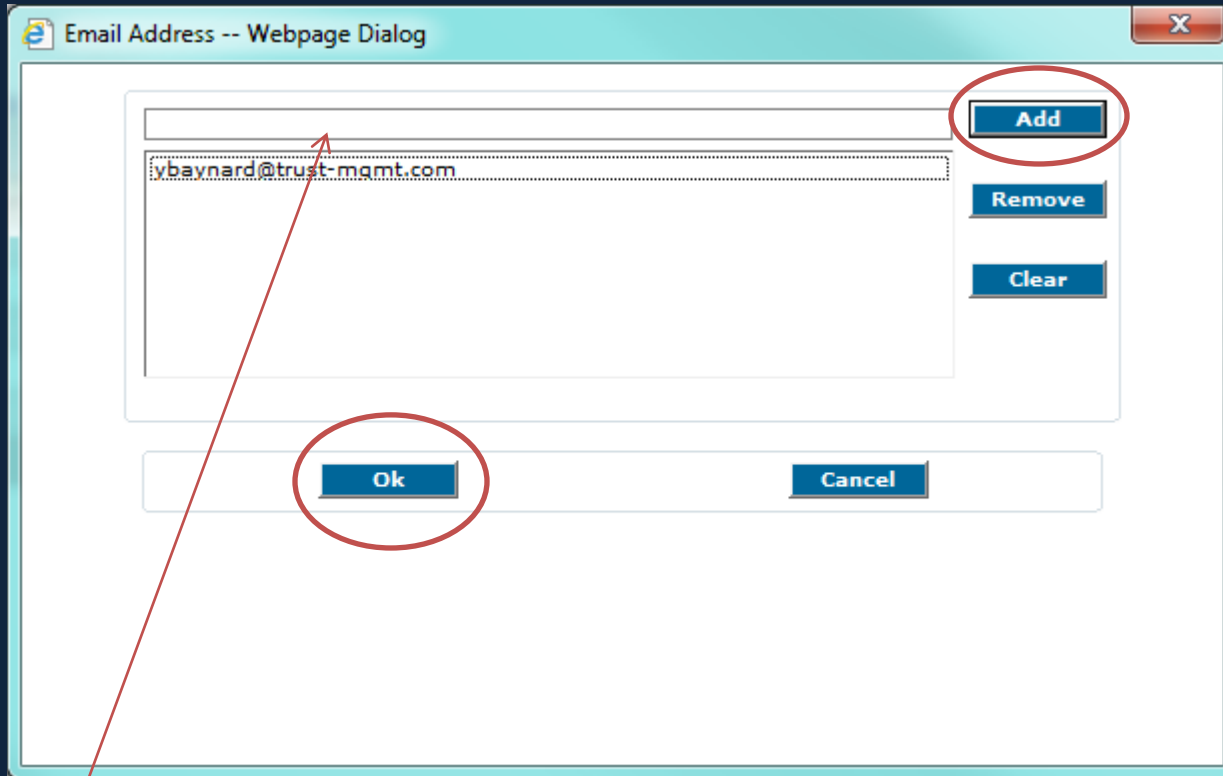 Email Address -- Webpage Dialog
x
Add
ybaynard@trust-mgmt.com
Remove
Clear
Ok
Cancel